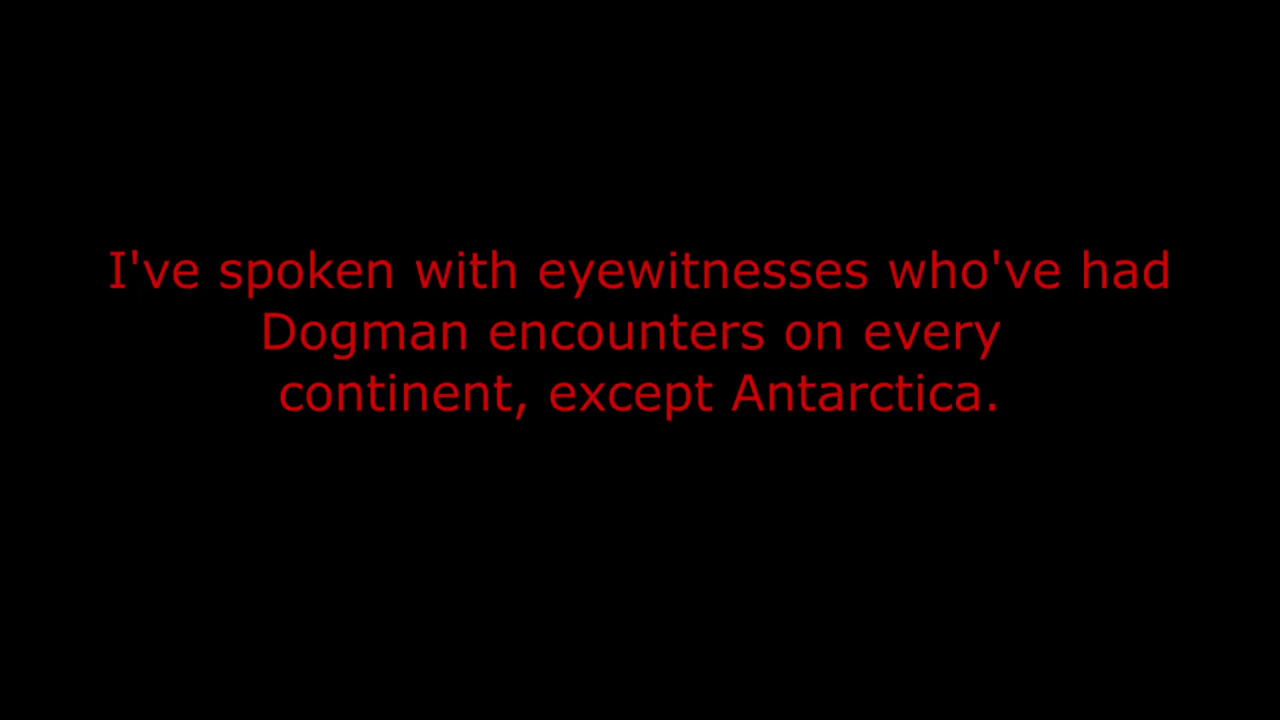 I've spoken with eyewitnesses who've had
Dogman encounters on every
continent, except Antarctica.